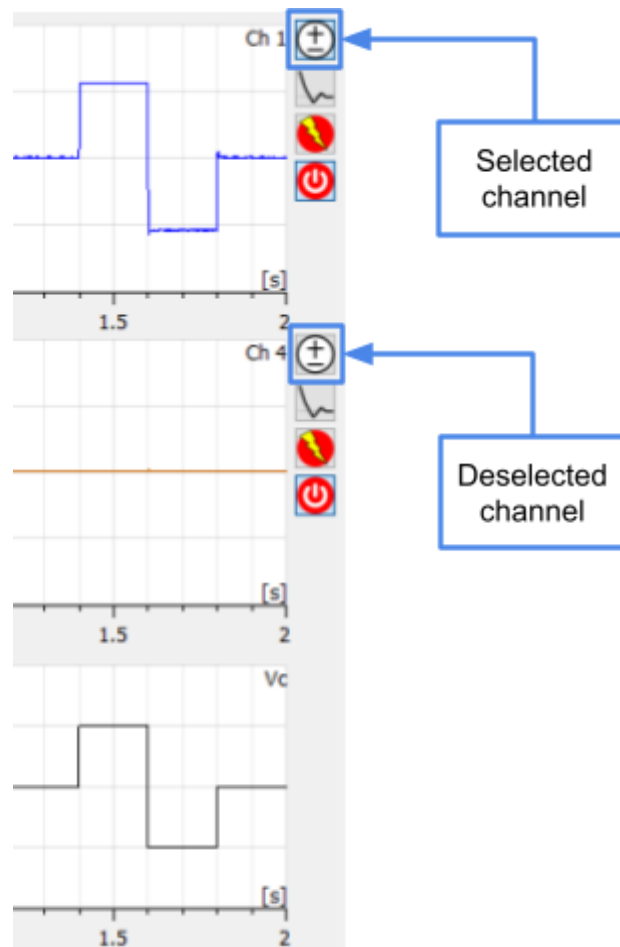 Ch 1
Selected
channel
[s]
1.5 2
Ch 4
Deselected
channel
[s]
1.5 2
Vc
[s]
1.5 2